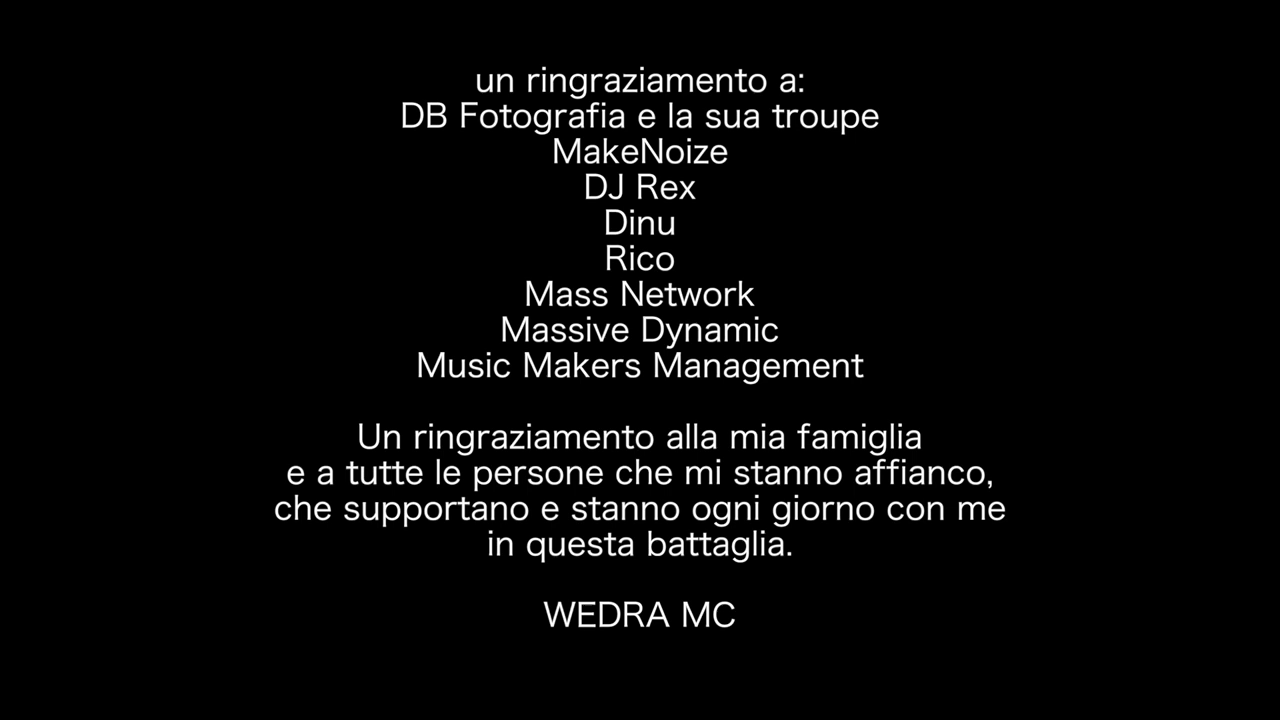 un ringraziamento a:
DB Fotografia e la sua troupe
MakeNoize
DJ Rex
Dinu
Rico
Mass Network
Massive Dynamic
Music Makers Management
Un ringraziamento alla mia famiglia
e a tutte le persone che mi stanno affianco,
che supportano e stanno ogni giorno con me
in questa battaglia.
WEDRA MC